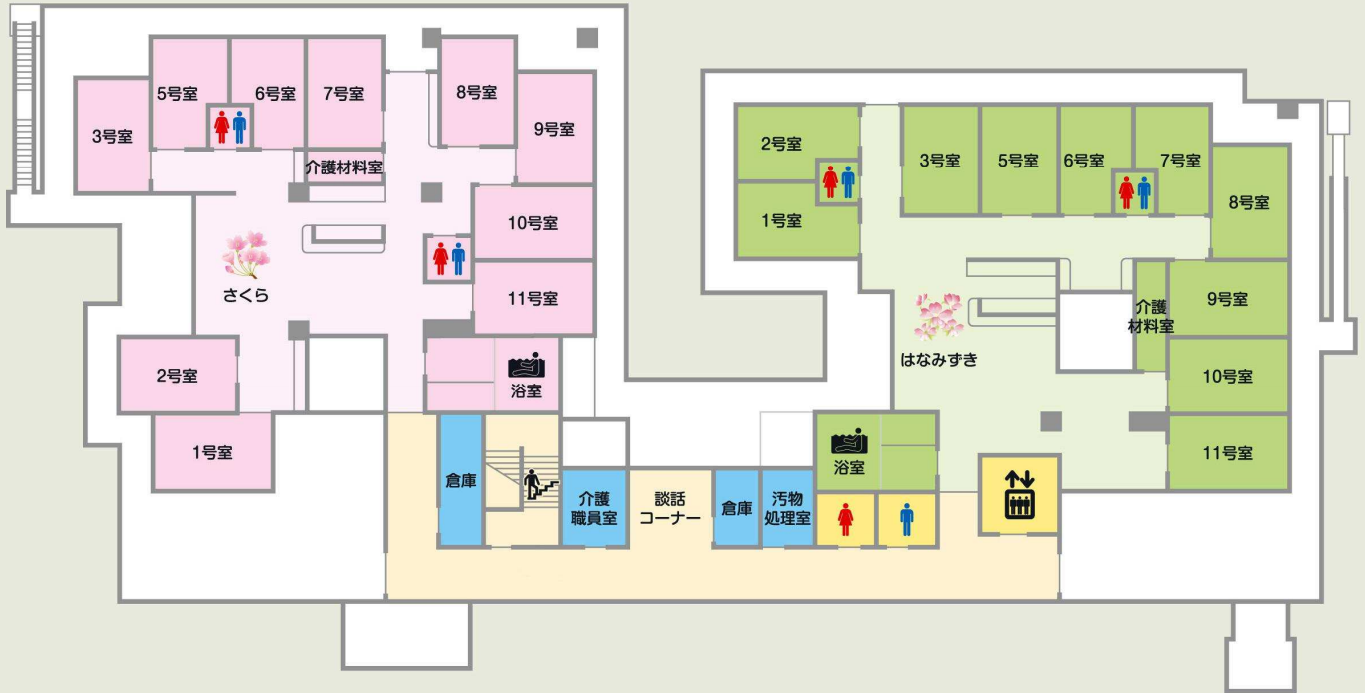 5号室
6号室
7号室
8号室
3号室
9号室
介護材料室
10号室
さくら
11号室
2号室
浴室
1号室
2号室
3号室
5号室
6号室
7号室
1号室
8号室
はなみずき
介護
材料室
9号室
10号室
11号室
浴室
倉庫
介護
職員室
談話
コーナー
倉庫
汚物
処理室